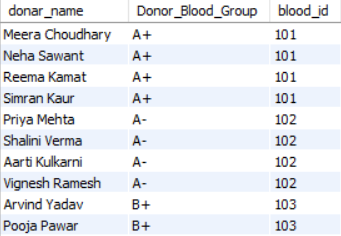 donar_name Donor_Blood_Group blood_id
Meera Choudhary A+ 101
Neha Sawant A+ 101
Reema Kamat A+ 101
Simran Kaur A+ 101
Priya Mehta A- 102
Shalini Verma A- 102
Aarti Kulkarni A- 102
Vignesh Ramesh A- 102
Arvind Yadav B+ 103
Pooja Pawar B+ 103